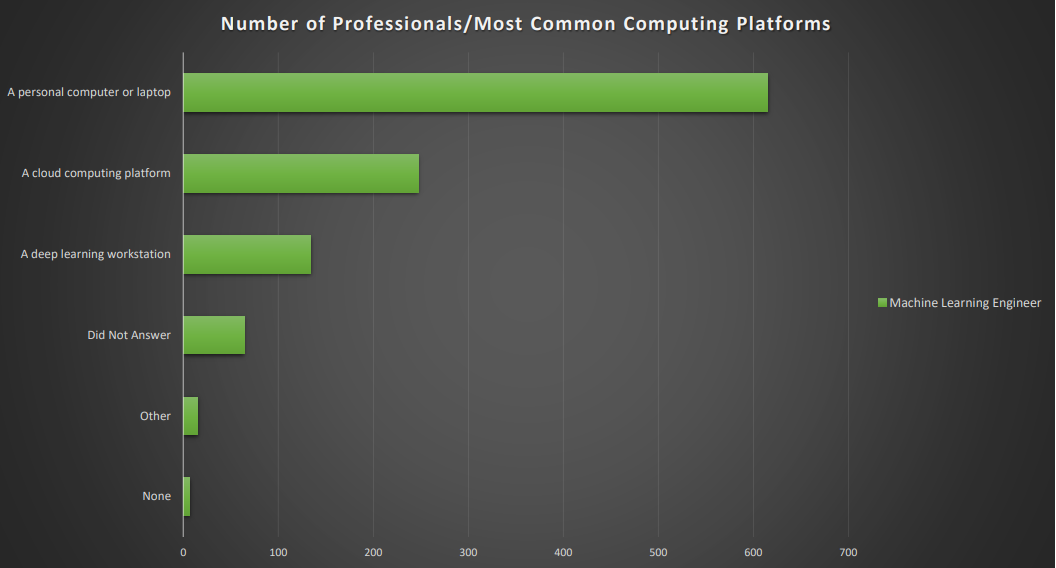 Number of Professionals/Most Common Computing Platforms
A personal computer or laptop
A cloud computing platform
A deep learning workstation
Did Not Answer
Other
None
0 100 200 300 400 500 600 700
Machine Learning Engineer